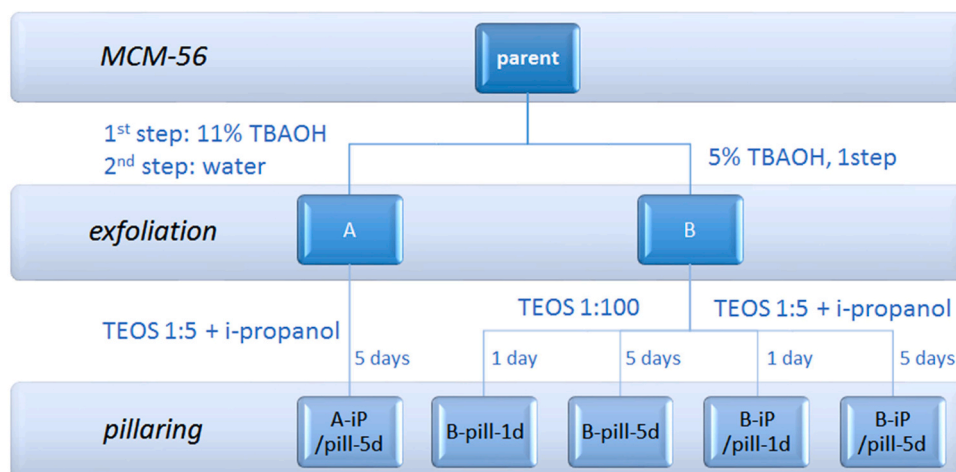 MCM-56
parent
1st step: 11% TBAOH
2nd step: water
5% TBAOH, 1step
exfoliation
A
B
TEOS 1:5 + i-propanol
TEOS 1:100
TEOS 1:5 + i-propanol
5 days
1 day
5 days
1 day
5 days
pillaring
A-iP
/pill-5d
B-pill-1d
B-pill-5d
B-iP
/pill-1d
B-iP
/pill-5d